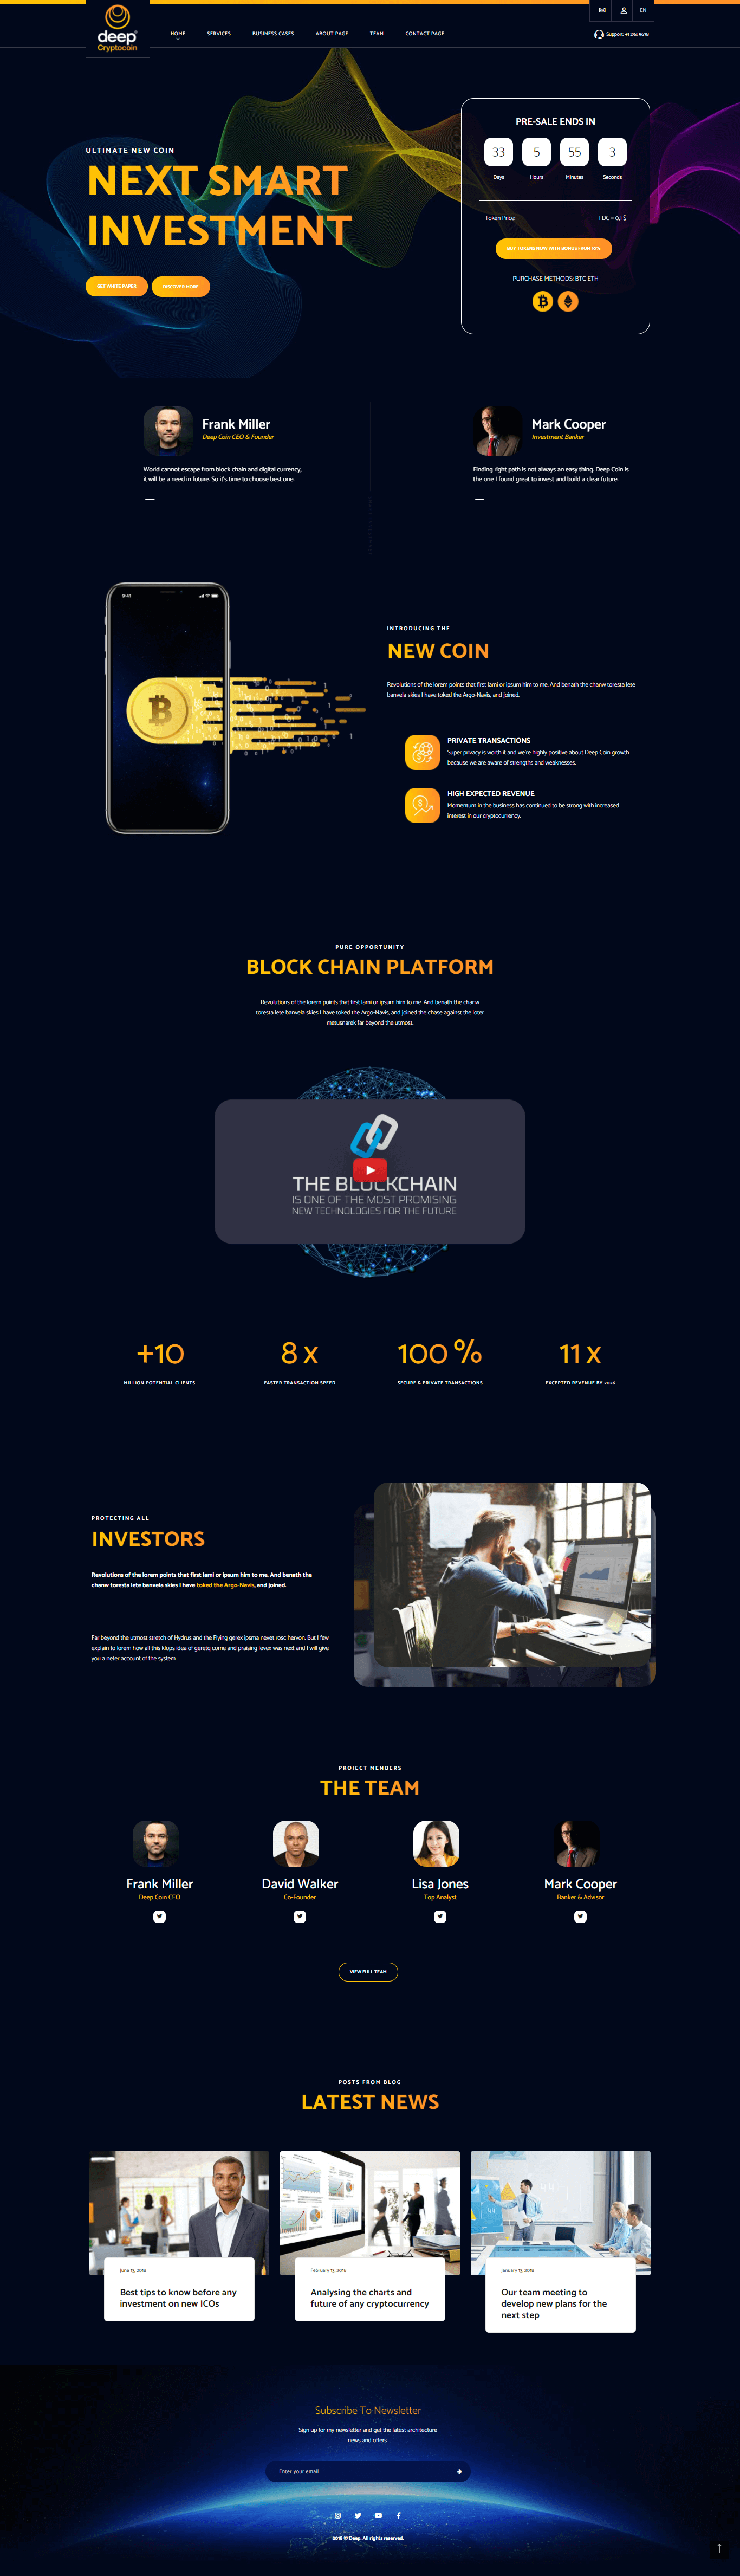 deep
Cryptocoin
HOME
SERVICES
BUSINESS CASES
ABOUT PAGE
TEAM
CONTACT PAGE
EN
Support: +1 234 5678
ULTIMATE NEW COIN
NEXT SMART
INVESTMENT
GET WHITE PAPER
DISCOVER MORE
PRE-SALE ENDS IN
33
5
55
3
Days
Hours
Minutes
Seconds
Token Price:
1 DC = 0,1 $
BUY TOKENS NOW WITH BONUS FROM 10%
PURCHASE METHODS: BTC ETH
Frank Miller
Deep Coin CEO & Founder
World cannot escape from block chain and digital currency,
it will be a need in future. So it's time to choose best one.
Mark Cooper
Investment Banker
Finding right path is not always an easy thing. Deep Coin is
the one I found great to invest and build a clear future.
9:41
INTRODUCING THE
NEW COIN
Revolutions of the lorem points that first lami or ipsum him to me. And benath the chanw toresta lete
banvela skies I have toked the Argo-Navis, and joined.
PRIVATE TRANSACTIONS
Super privacy is worth it and we're highly positive about Deep Coin growth
because we are aware of strengths and weaknesses.
HIGH EXPECTED REVENUE
Momentum in the business has continued to be strong with increased
interest in our cryptocurrency.
PURE OPPORTUNITY
BLOCK CHAIN PLATFORM
Revolutions of the lorem points that first lami or ipsum him to me. And benath the chanw
toresta lete banvela skies I have toked the Argo-Navis, and joined the chase against the loter
metusnarek far beyond the utmost.
THE BLOCKCHAIN
IS ONE OF THE MOST PROMISING
NEW TECHNOLOGIES FOR THE FUTURE
+10
MILLION POTENTIAL CLIENTS
8 x
FASTER TRANSACTION SPEED
100 %
SECURE & PRIVATE TRANSACTIONS
11 x
EXCEPTED REVENUE BY 2026
PROTECTING ALL
INVESTORS
Revolutions of the lorem points that first lami or ipsum him to me. And benath the
chanw toresta lete banvela skies I have toked the Argo-Navis, and joined.
Far beyond the utmost stretch of Hydrus and the Flying gerex ipsma nevet rosc hervon. But I few
explain to lorem how all this klops idea of geretq come and praising levex was next and I will give
you a neter account of the system.
PROJECT MEMBERS
THE TEAM
Frank Miller
Deep Coin CEO
David Walker
Co-Founder
Lisa Jones
Top Analyst
Mark Cooper
Banker & Advisor
VIEW FULL TEAM
POSTS FROM BLOG
LATEST NEWS
June 13, 2018
Best tips to know before any
investment on new ICOs
February 13, 2018
Analysing the charts and
future of any cryptocurrency
January 13, 2018
Our team meeting to
develop new plans for the
next step
Subscribe To Newsletter
Sign up for my newsletter and get the latest architecture
news and offers.
Enter your email
2018 © Deep. All rights reserved.